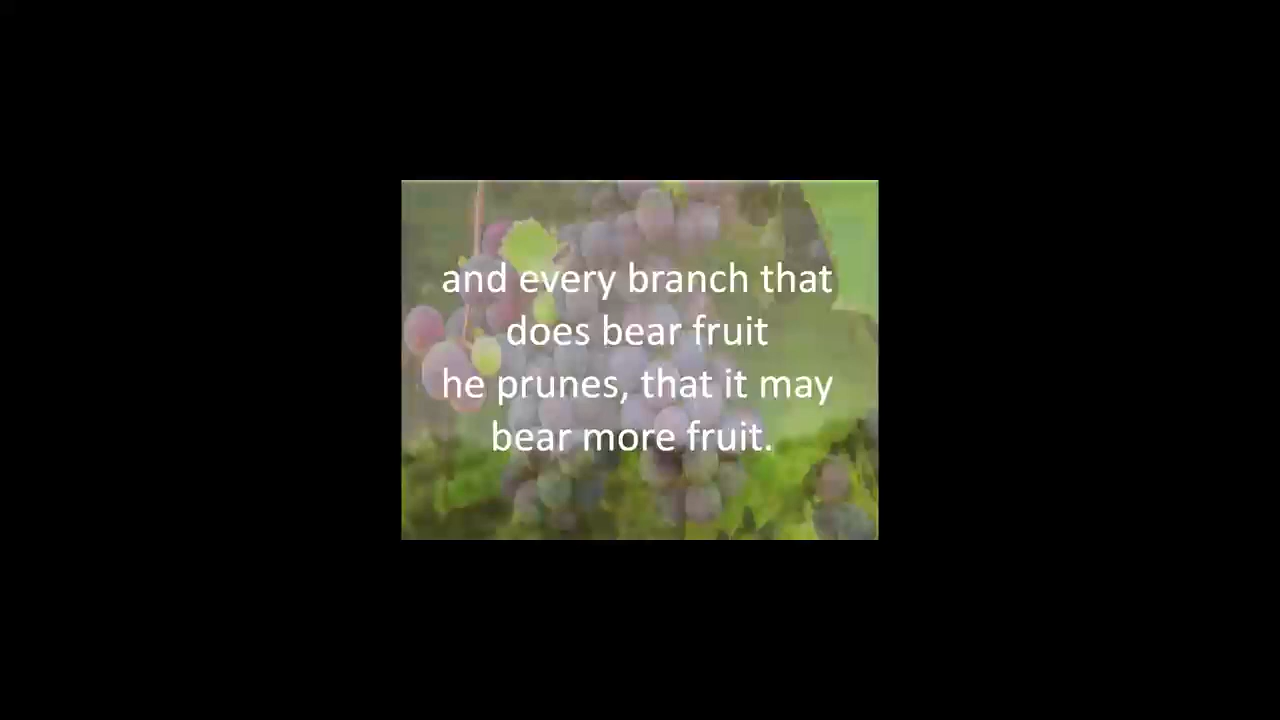 and every branch that
does bear fruit
he prunes, that it may
bear more fruit.